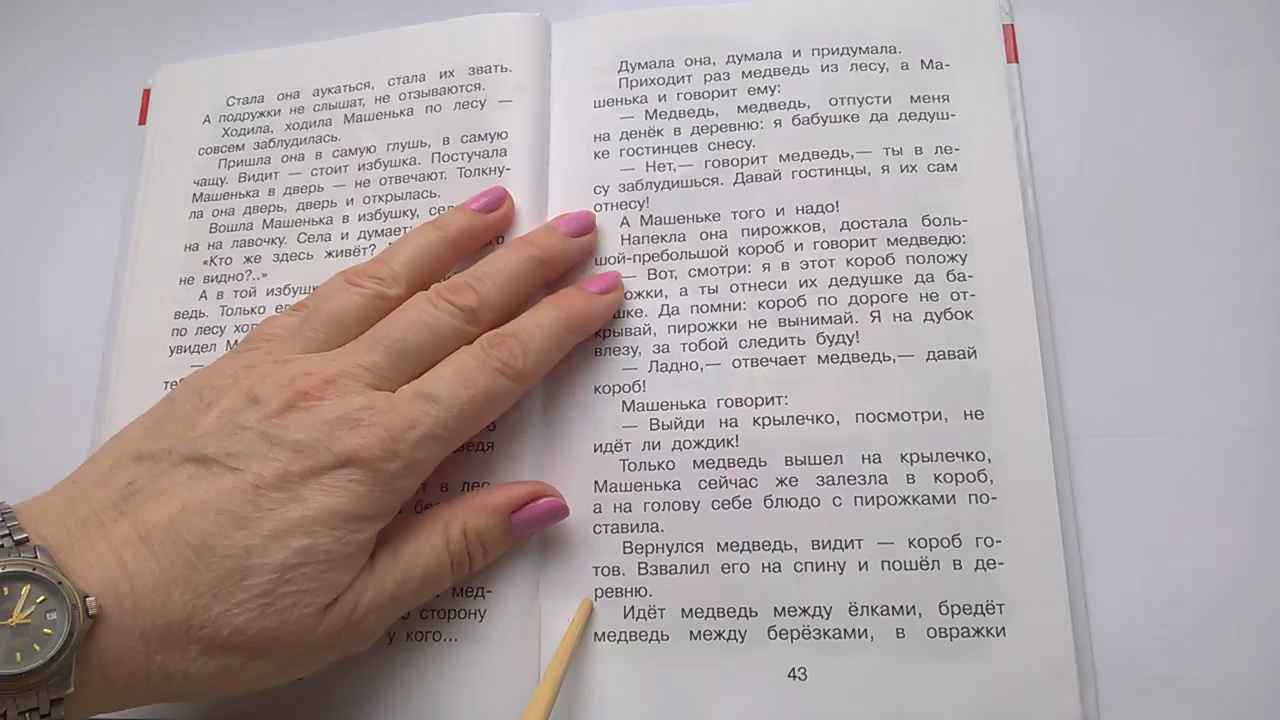 Стала она аукаться, стала их звать.
А подружки не слышат, не отзываются.
Ходила, ходила Машенька по лесу —
совсем заблудилась.
Пришла она в самую глушь, в самую
чащу. Видит — стоит избушка. Постучала
Машенька в дверь — не отвечают. Толкну-
ла она дверь, дверь и открылась.
Вошла Машенька в избушку,
на на лавочку. Села и думает:
«Кто же здесь живёт?
не видно?..»
А в той
ведь. Только
по лесу
увидел
—
в лес
мед-
сторону
у кого...
Думала она, думала и придумала.
Приходит раз медведь из лесу, а Ма-
шенька и говорит ему:
— Медведь, медведь, отпусти меня
на денёк в деревню: я бабушке да дедуш-
ке гостинцев снесу.
— Нет,— говорит медведь,— ты в ле-
су заблудишься. Давай гостинцы, я их сам
отнесу!
А Машеньке того и надо!
Напекла она пирожков, достала боль-
шой-пребольшой короб и говорит медведю:
— Вот, смотри: я в этот короб положу
а ты отнеси их дедушке да ба-
Да помни: короб по дороге не от-
крывай, пирожки не вынимай. Я на дубок
влезу, за тобой следить буду!
— Ладно,— отвечает медведь,— давай
короб!
Машенька говорит:
— Выйди на крылечко, посмотри, не
идёт ли дождик!
Только медведь вышел на крылечко,
Машенька сейчас же залезла в короб,
а на голову себе блюдо с пирожками по-
ставила.
Вернулся медведь, видит — короб го-
тов. Взвалил его на спину и пошёл в де-
ревню.
Идёт медведь между ёлками, бредёт
медведь между берёзками, в овражки
43